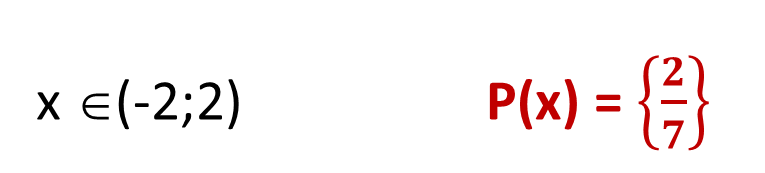 x ∈(-2;2) P(x) = {2/7}